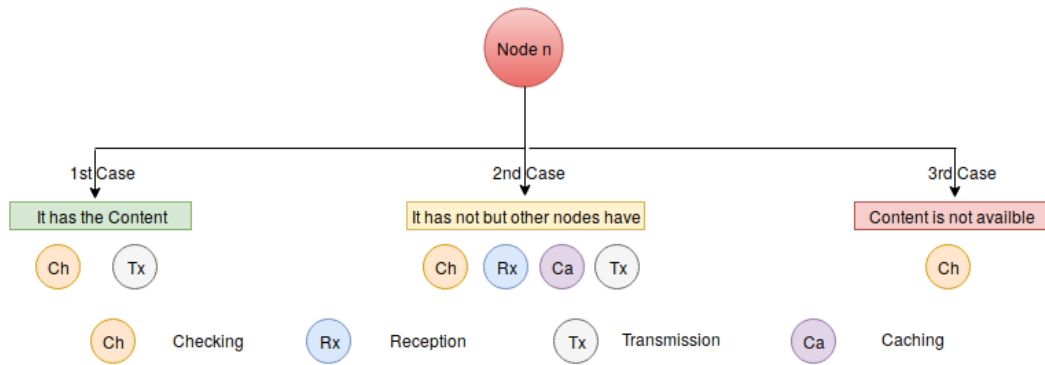 Node n
1st Case
2nd Case
3rd Case
It has the Content
It has not but other nodes have
Content is not availble
Ch Tx
Ch Rx Ca Tx
Ch
Ch Checking Rx Reception Tx Transmission Ca Caching